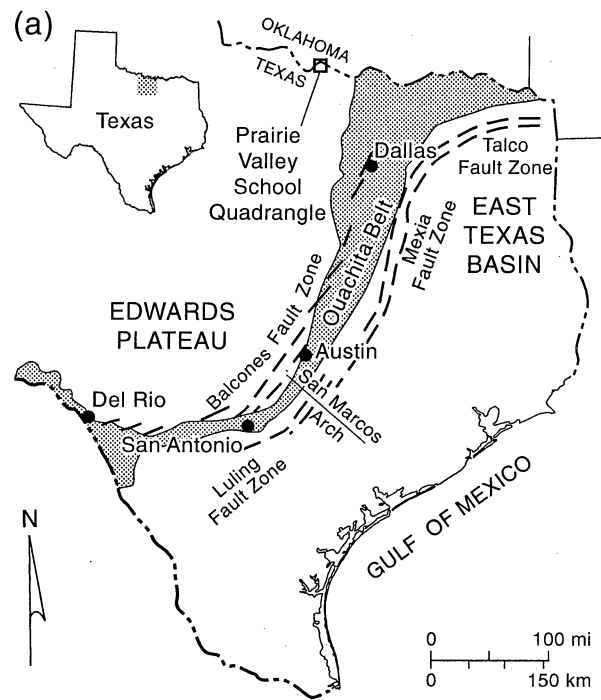 (a)
OKLAHOMA
TEXAS
Texas
Prairie
Valley
School
Quadrangle
Dallas
Talco
Fault Zone
Ouachita Belt
Mexia
Fault Zone
EAST
TEXAS
BASIN
EDWARDS
PLATEAU
Balcones Fault Zone
Austin
San Marcos
Arch
Del Rio
San Antonio
Luling
Fault Zone
GULF OF MEXICO
N
0 100 mi
0 150 km